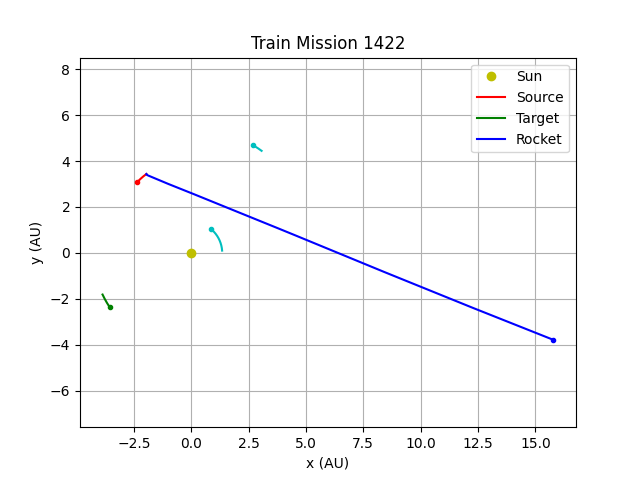 Train Mission 1422
Sun
Source
Target
Rocket
8
6
4
2
0
−2
−4
−6
y (AU)
−2.5 0.0 2.5 5.0 7.5 10.0 12.5 15.0
x (AU)